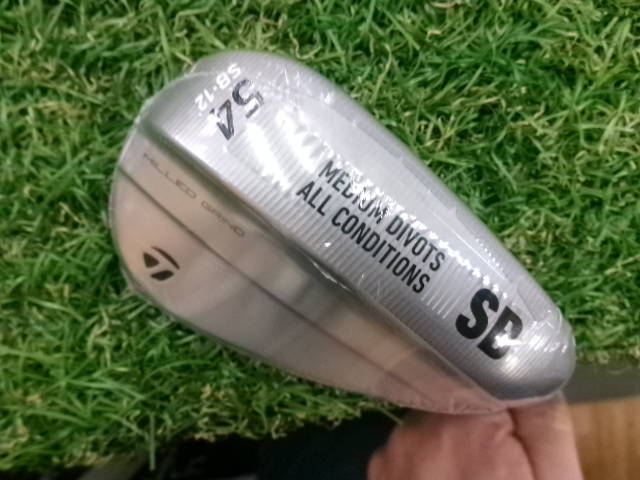 54
SB·12
MILLED GRIND
MEDIUM DIVOTS
ALL CONDITIONS
SB